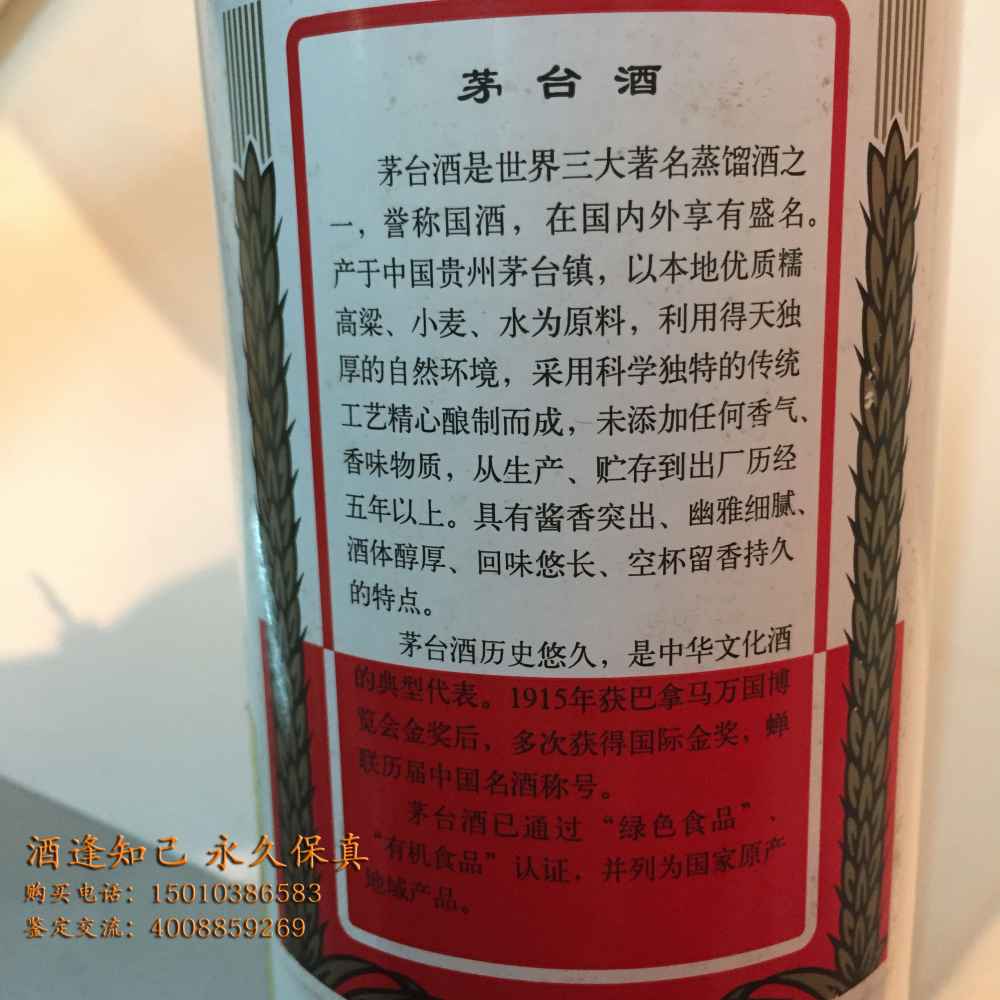 茅台酒
茅台酒是世界三大著名蒸馏酒之
一，誉称国酒，在国内外享有盛名。
产于中国贵州茅台镇，以本地优质糯
高粱、小麦、水为原料，利用得天独
厚的自然环境，采用科学独特的传统
工艺精心酿制而成，未添加任何香气、
香味物质，从生产、贮存到出厂历经
五年以上。具有酱香突出、幽雅细腻、
酒体醇厚、回味悠长、空杯留香持久
的特点。
茅台酒历史悠久，是中华文化酒
的典型代表。1915年获巴拿马万国博
览会金奖后，多次获得国际金奖，蝉
联历届中国名酒称号。
茅台酒已通过“绿色食品”、
“有机食品”认证，并列为国家原产
地域产品。
酒逢知己 永久保真
购买电话：15010386583
鉴定交流：4008859269